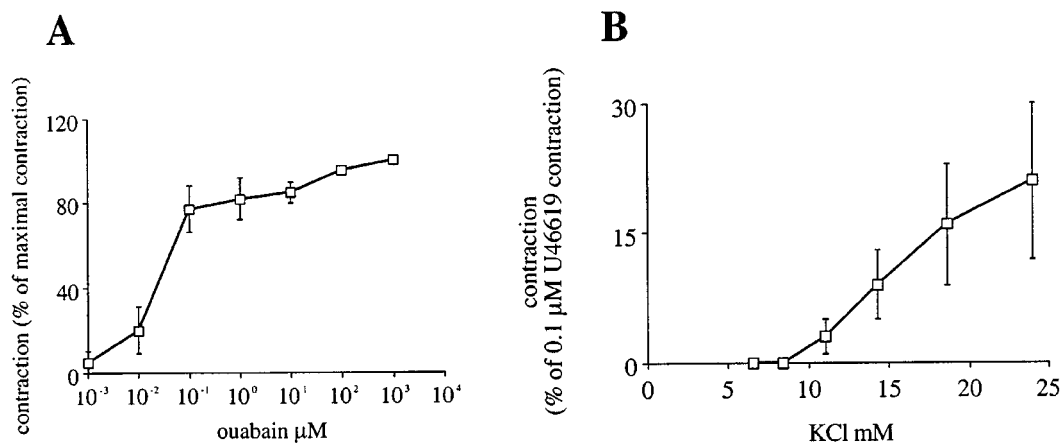 A
contraction (% of maximal contraction)
120
80
40
0
10⁻³ 10⁻² 10⁻¹ 10⁰ 10¹ 10² 10³ 10⁴
ouabain µM
B
contraction
(% of 0.1 µM U46619 contraction)
30
15
0
0 5 10 15 20 25
KCl mM